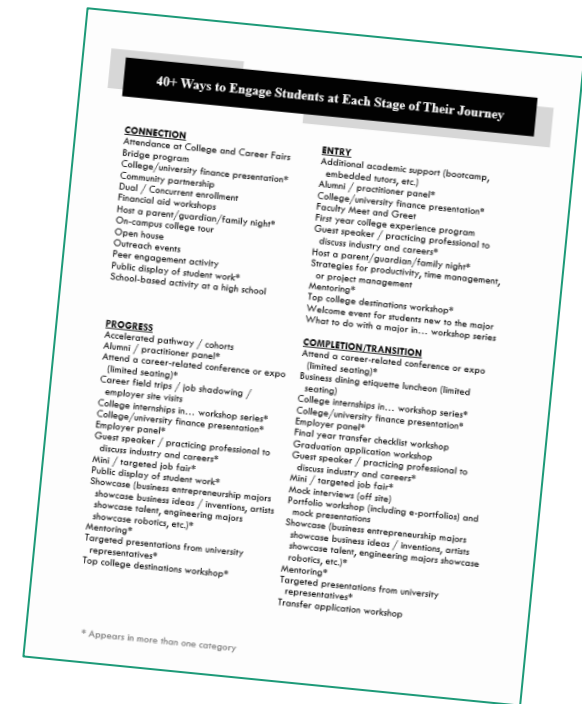 40+ Ways to Engage Students at Each Stage of Their Journey
CONNECTION
Attendance at College and Career Fairs
Bridge program
College/university finance presentation*
Community partnership
Dual / Concurrent enrollment
Financial aid workshops
Host a parent/guardian/family night*
On-campus college tour
Open house
Outreach events
Peer engagement activity
Public display of student work*
School-based activity at a high school
ENTRY
Additional academic support (bootcamp,
embedded tutors, etc.)
Alumni / practitioner panel*
College/university finance presentation*
Faculty Meet and Greet
First year college experience program
Guest speaker / practicing professional to
discuss industry and careers*
Host a parent/guardian/family night*
Strategies for productivity, time management,
or project management
Mentoring*
Top college destinations workshop*
Welcome event for students new to the major
What to do with a major in... workshop series
PROGRESS
Accelerated pathway / cohorts
Alumni / practitioner panel*
Attend a career-related conference or expo
(limited seating)*
Career field trips / job shadowing /
employer site visits
College internships in... workshop series*
College/university finance presentation*
Employer panel*
Guest speaker / practicing professional to
discuss industry and careers*
Mini / targeted job fair*
Public display of student work*
Showcase (business entrepreneurship majors
showcase business ideas / inventions, artists
showcase talent, engineering majors
showcase robotics, etc.)*
Mentoring*
Targeted presentations from university
representatives*
Top college destinations workshop*
COMPLETION/TRANSITION
Attend a career-related conference or expo
(limited seating)*
Business dining etiquette luncheon (limited
seating)
College internships in... workshop series*
College/university finance presentation*
Employer panel*
Final year transfer checklist workshop
Graduation application workshop
Guest speaker / practicing professional to
discuss industry and careers*
Mini / targeted job fair*
Mock interviews (off site)
Portfolio workshop (including e-portfolios) and
mock presentations
Showcase (business entrepreneurship majors
showcase business ideas / inventions, artists
showcase talent, engineering majors showcase
robotics, etc.)*
Mentoring*
Targeted presentations from university
representatives*
Transfer application workshop
* Appears in more than one category